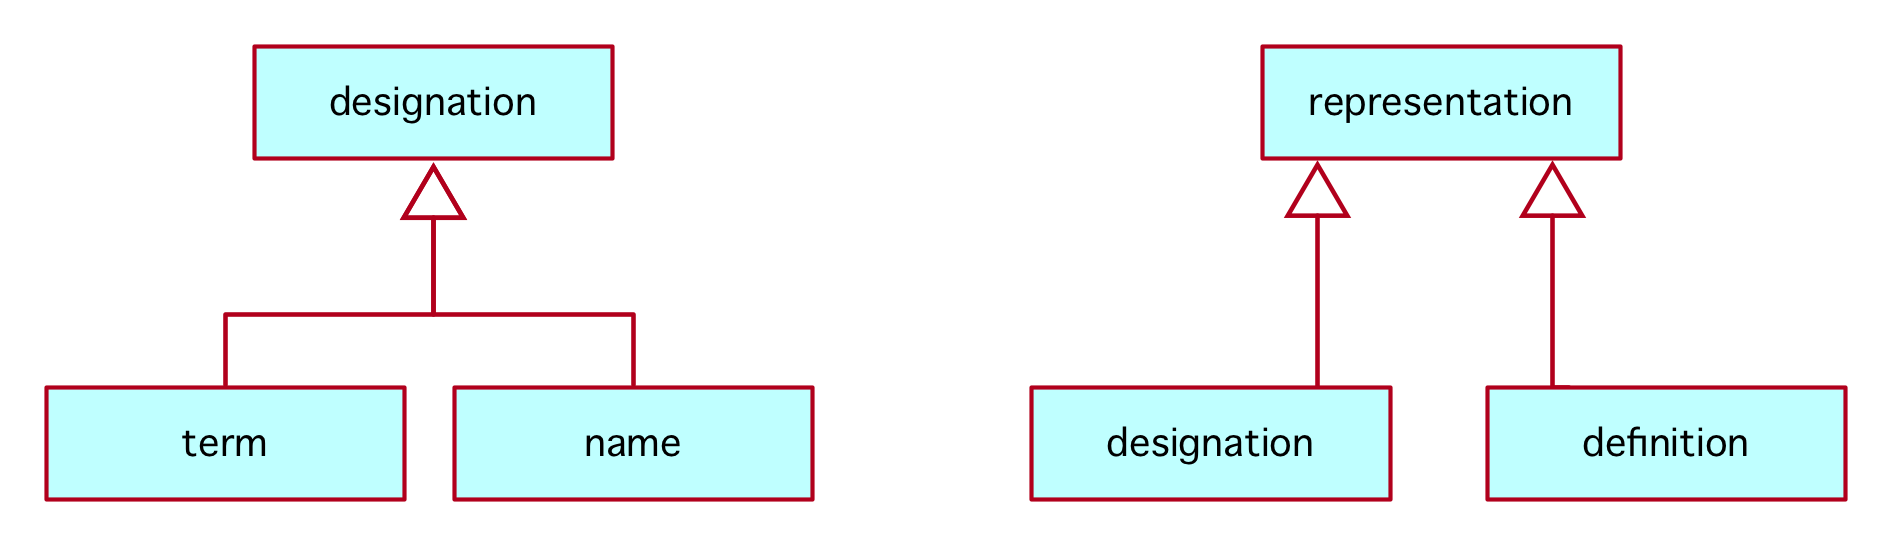 designation
representation
term
name
designation
definition